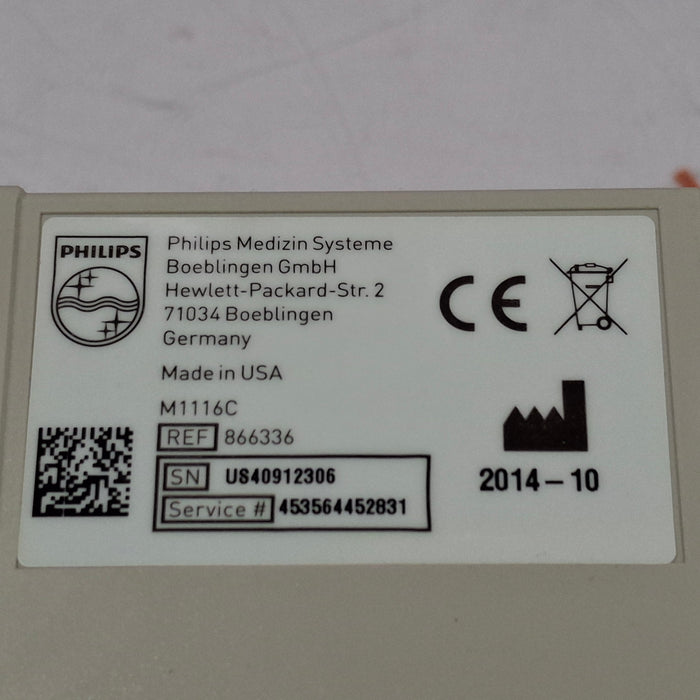 PHILIPS
Philips Medizin Systeme
Boeblingen GmbH
Hewlett-Packard-Str. 2
71034 Boeblingen
Germany
Made in USA
M1116C
REF 866336
SN US40912306
Service # 453564452831
CE
2014-10